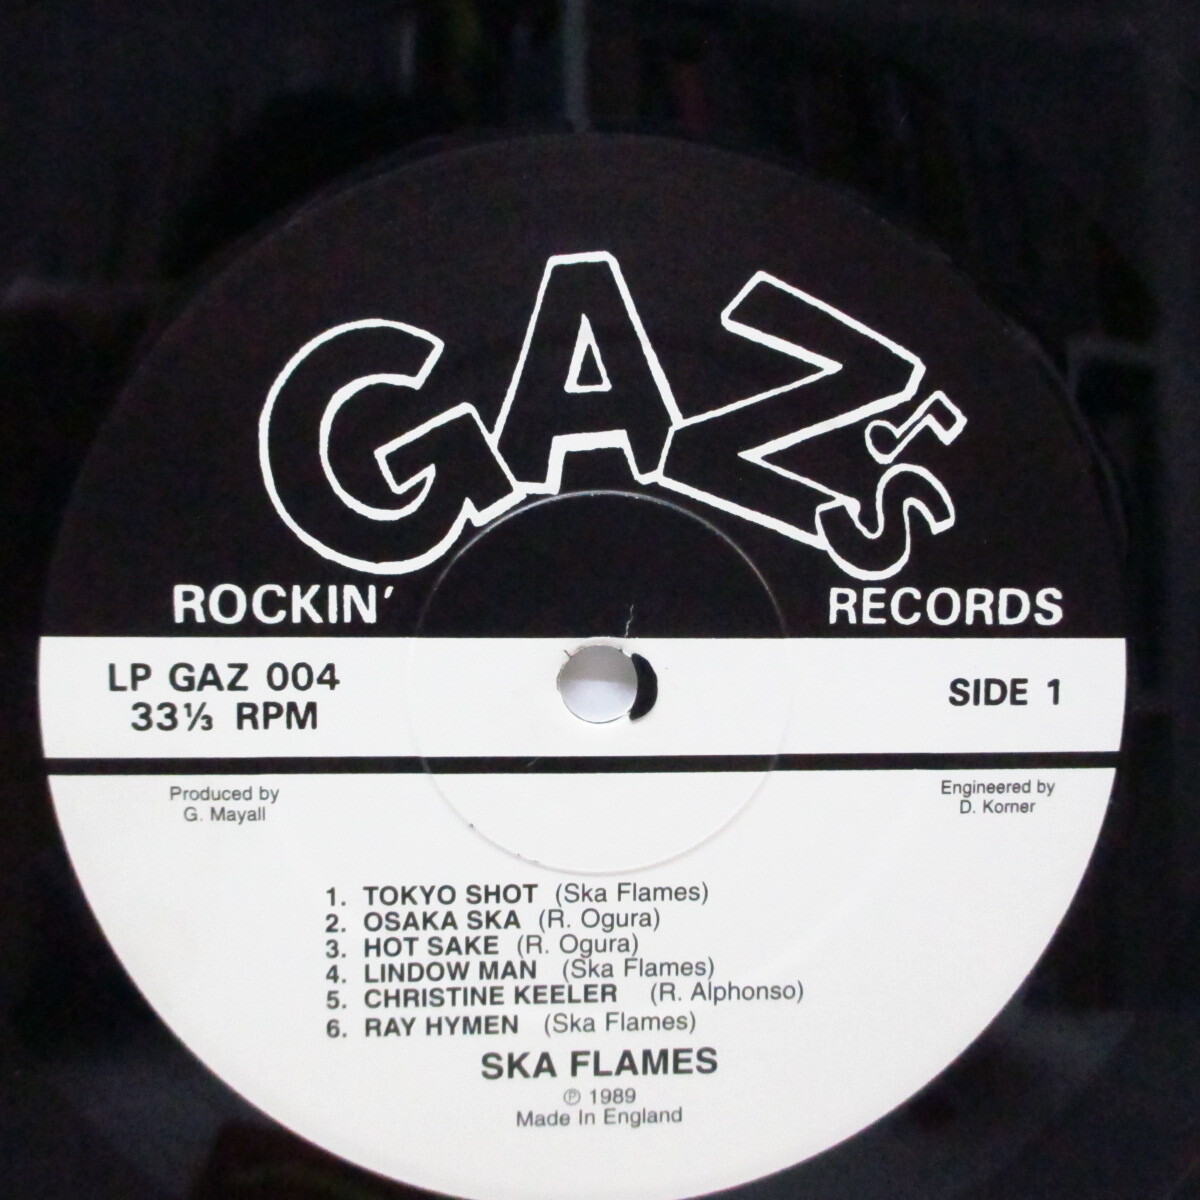 GAZ's
ROCKIN' RECORDS
LP GAZ 004
33⅓ RPM
SIDE 1
Produced by
G. Mayall
Engineered by
D. Korner
1. TOKYO SHOT (Ska Flames)
2. OSAKA SKA (R. Ogura)
3. HOT SAKE (R. Ogura)
4. LINDOW MAN (Ska Flames)
5. CHRISTINE KEELER (R. Alphonso)
6. RAY HYMEN (Ska Flames)
SKA FLAMES
℗ 1989
Made In England